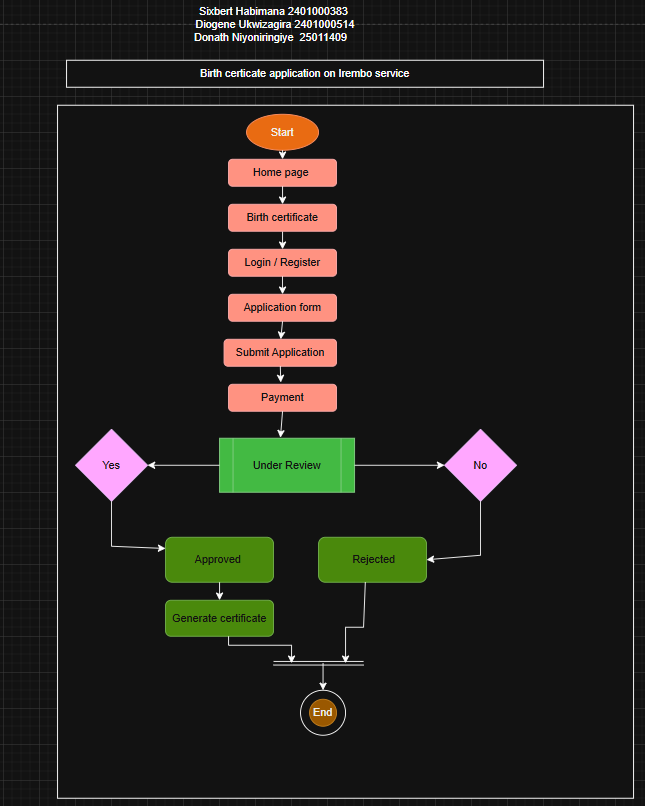 Sixbert Habimana 2401000383
Diogene Ukwizagira 2401000514
Donath Niyoniringiye 25011409
Birth certicate application on Irembo service
Start
Home page
Birth certificate
Login / Register
Application form
Submit Application
Payment
Yes
Under Review
No
Approved
Rejected
Generate certificate
End